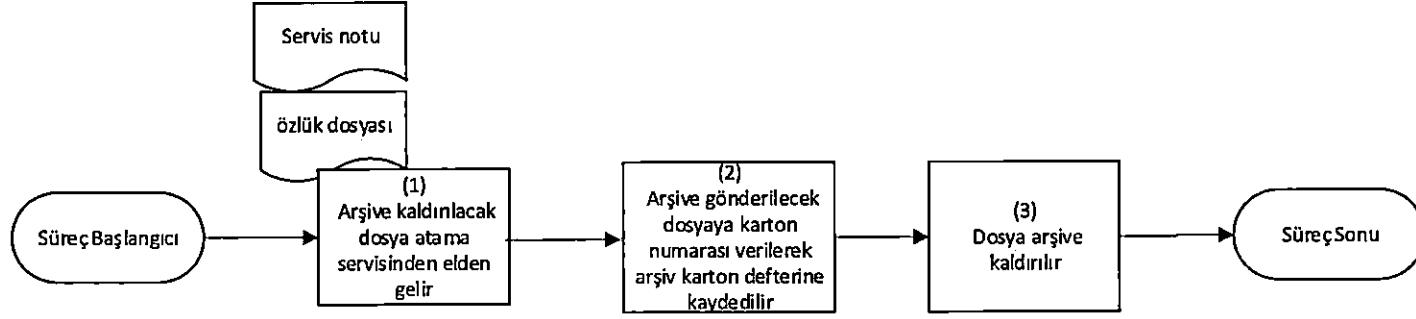 Servis notu
özlük dosyası
Süreç Başlangıcı
(1)
Arşive kaldırılacak
dosya atama
servisinden elden
gelir
(2)
Arşive gönderilecek
dosyaya karton
numarası verilerek
arşiv karton defterine
kaydedilir
(3)
Dosya arşive
kaldırılır
Süreç Sonu